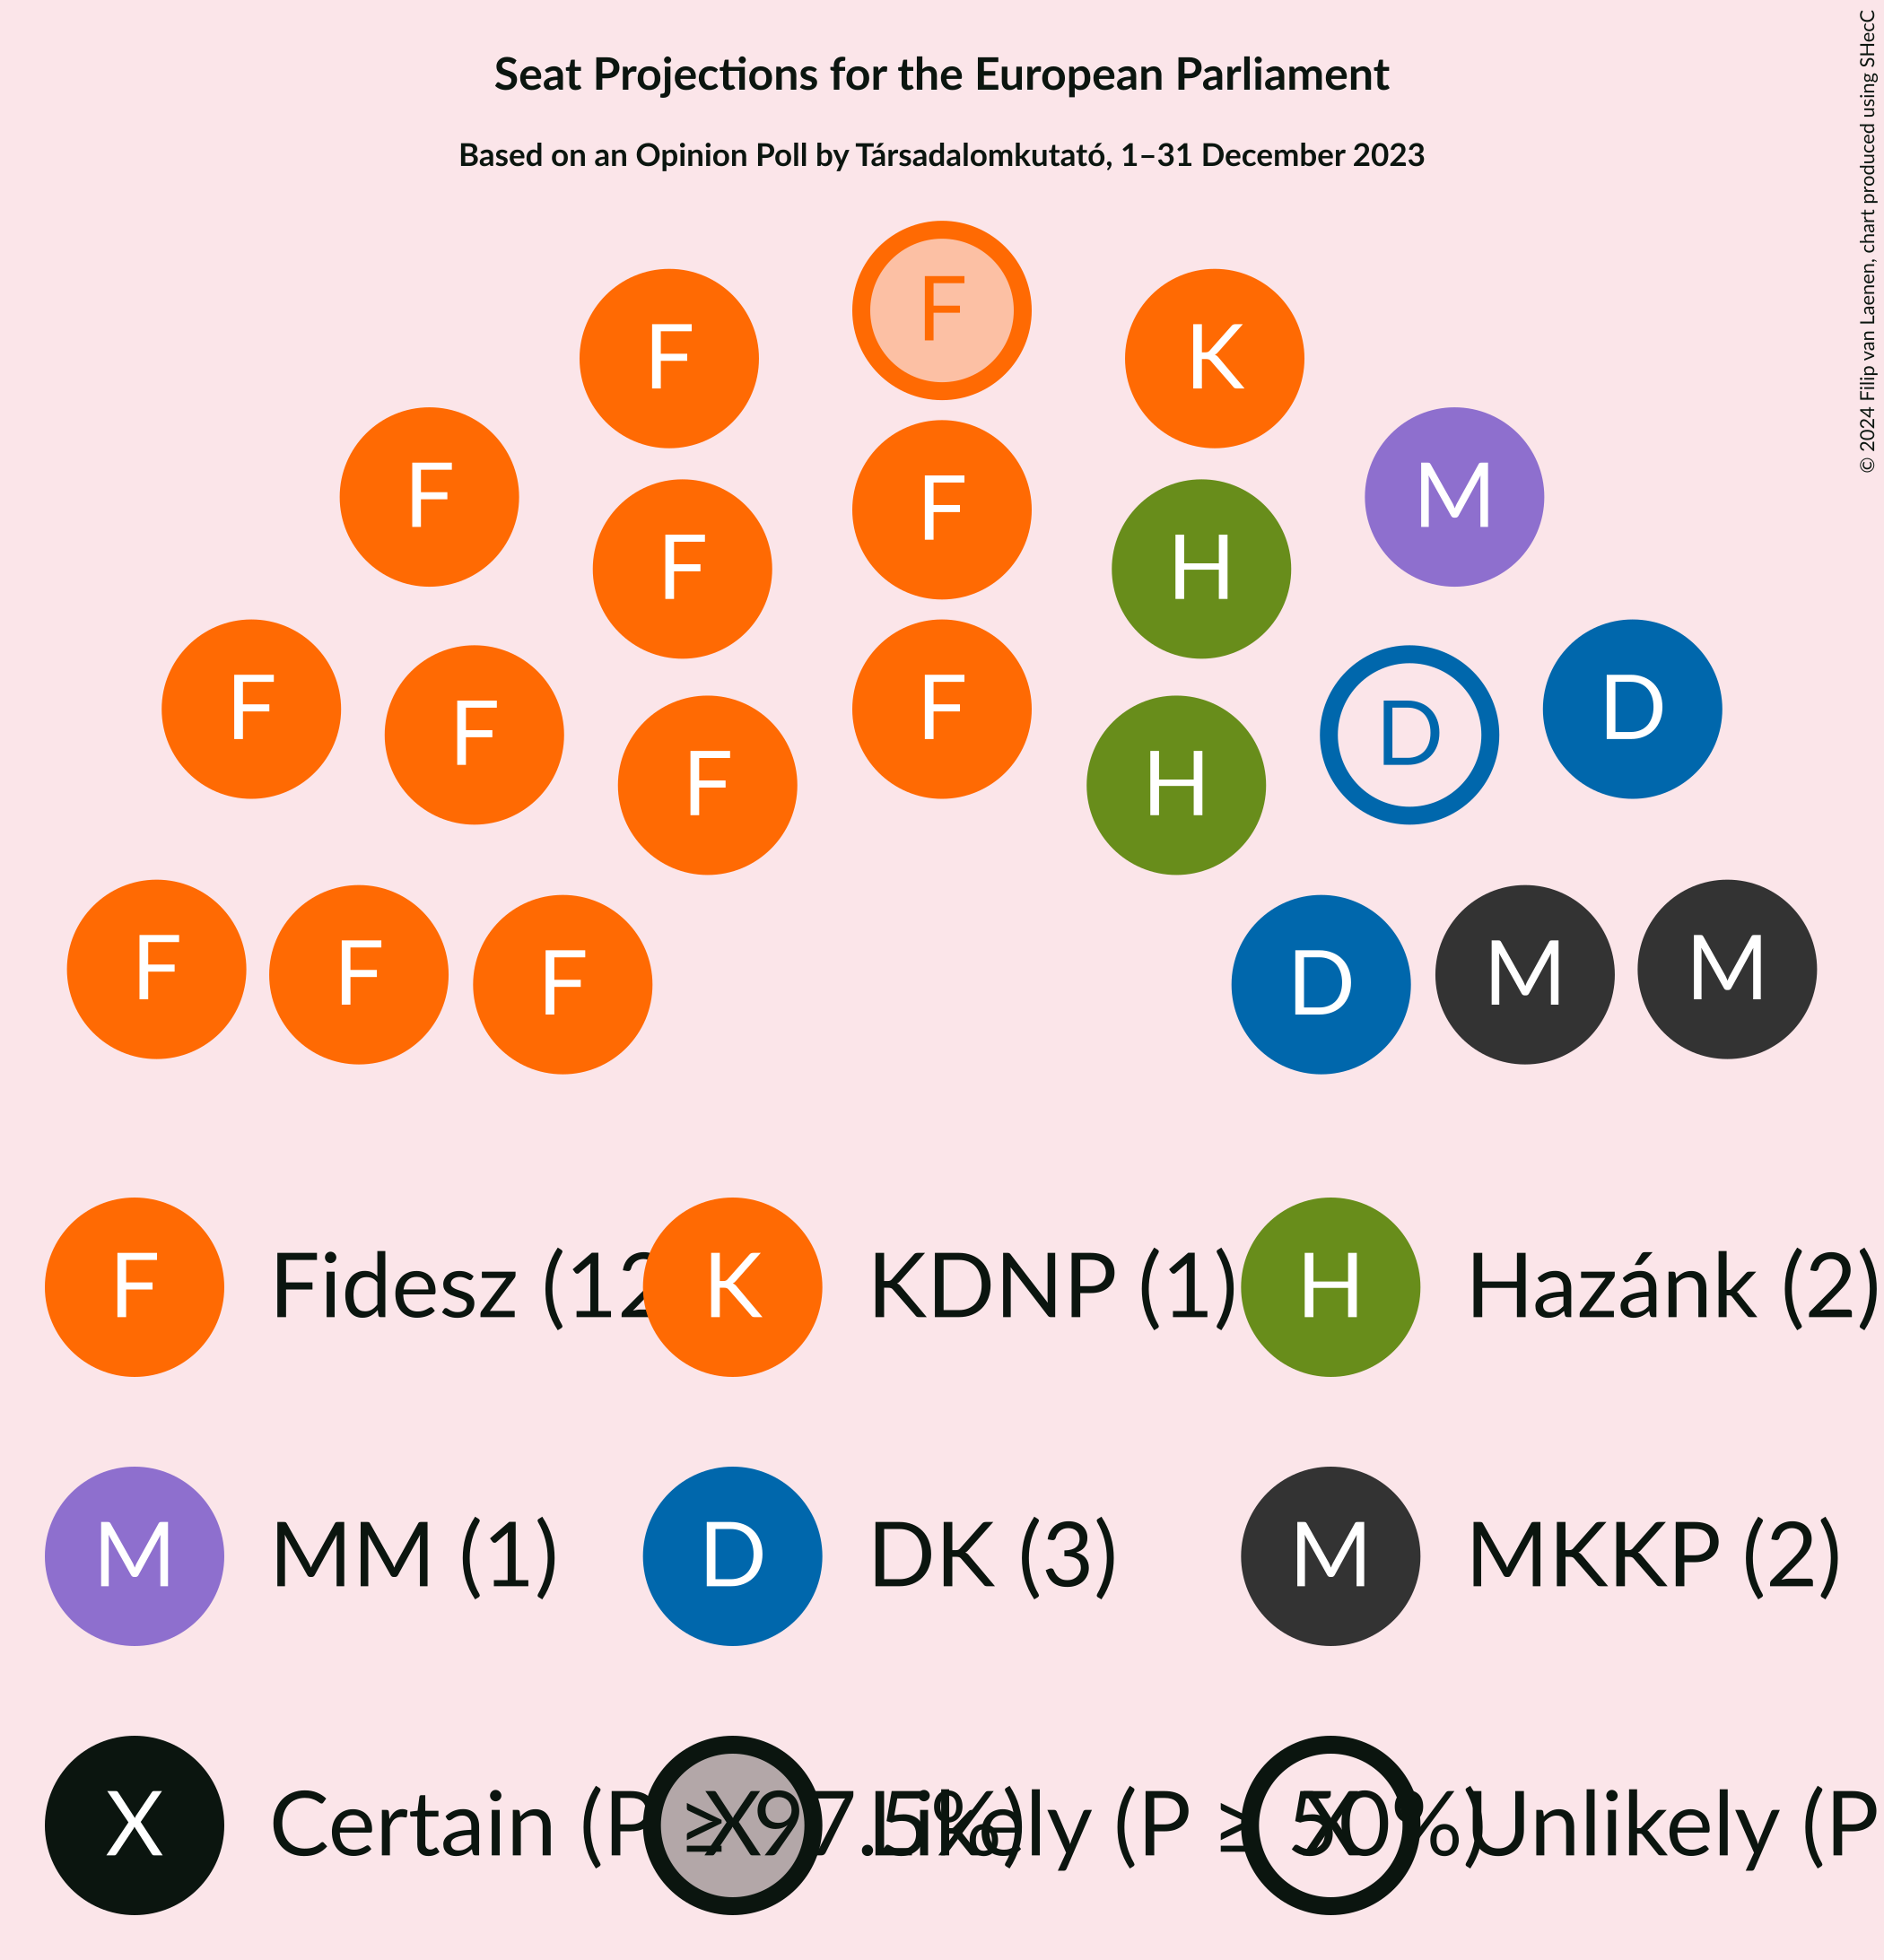 Seat Projections for the European Parliament
Based on an Opinion Poll by Társadalomkutató, 1–31 December 2023
© 2024 Filip van Laenen, chart produced using SHecC
F
F K
F M
F
F H
F D
F D
F
F H
F M
F M
F D
F Fidesz (12 K KDNP (1) H Hazánk (2)
M MM (1) D DK (3) M MKKP (2)
X Certain (P ≥ 97.5%) X Likely (P ≥ 50%) X Unlikely (P